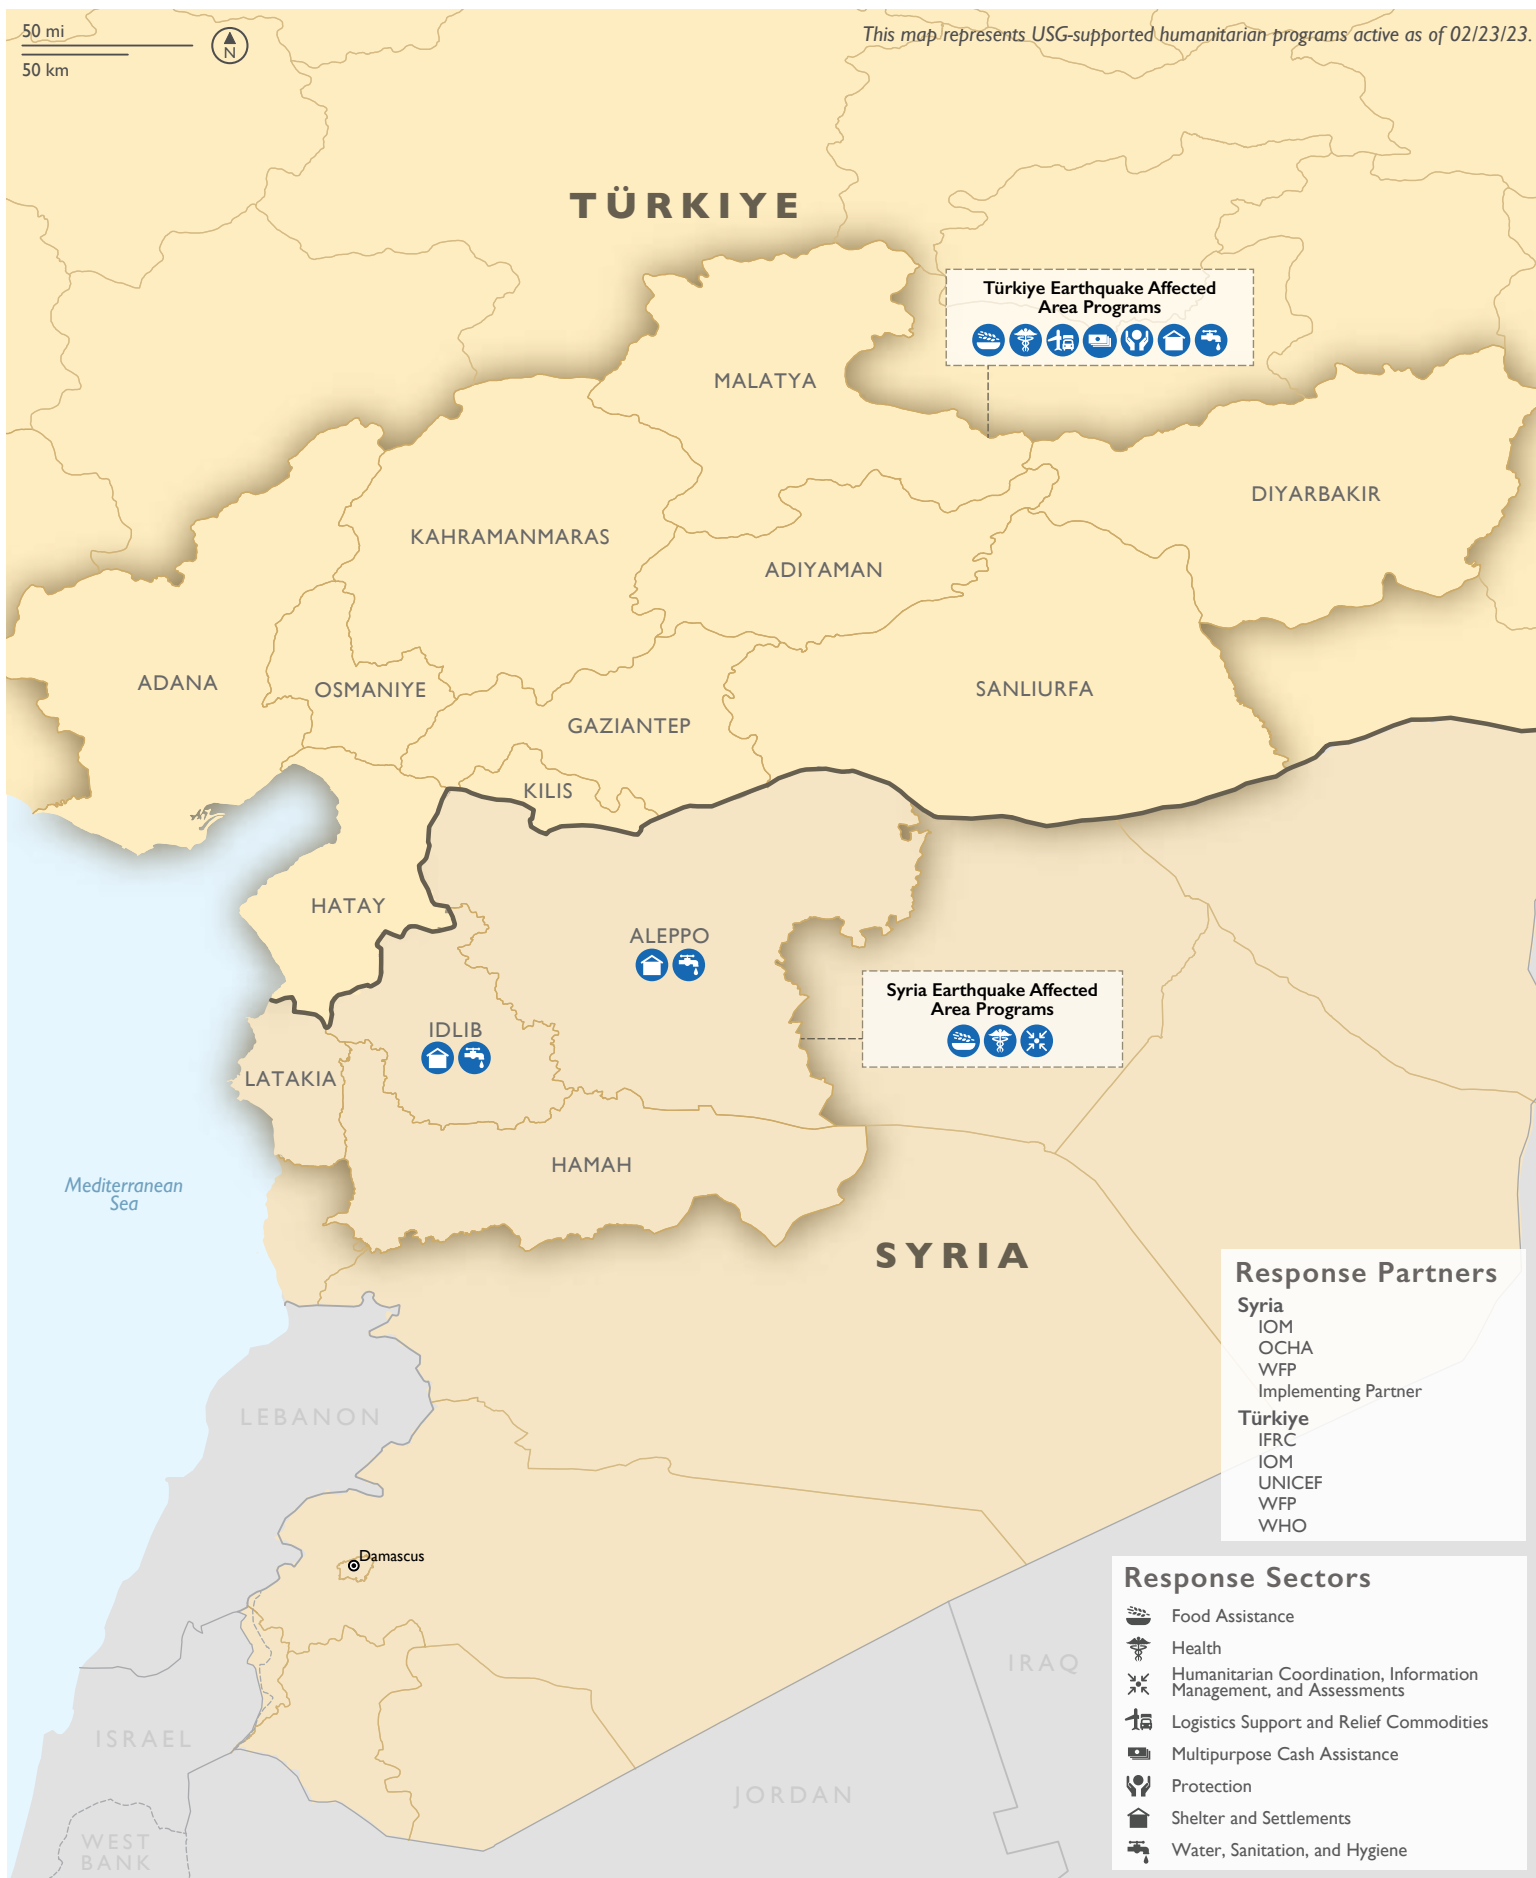 50 mi
50 km
N
This map represents USG-supported humanitarian programs active as of 02/23/23.
TÜRKIYE
Türkiye Earthquake Affected
Area Programs
MALATYA
DIYARBAKIR
KAHRAMANMARAS
ADIYAMAN
ADANA
OSMANIYE
SANLIURFA
GAZIANTEP
KILIS
HATAY
ALEPPO
Syria Earthquake Affected
Area Programs
IDLIB
LATAKIA
HAMAH
Mediterranean
Sea
SYRIA
Response Partners
Syria
IOM
OCHA
WFP
Implementing Partner
Türkiye
IFRC
IOM
UNICEF
WFP
WHO
LEBANON
Damascus
Response Sectors
Food Assistance
Health
Humanitarian Coordination, Information
Management, and Assessments
Logistics Support and Relief Commodities
Multipurpose Cash Assistance
Protection
Shelter and Settlements
Water, Sanitation, and Hygiene
IRAQ
ISRAEL
JORDAN
WEST
BANK